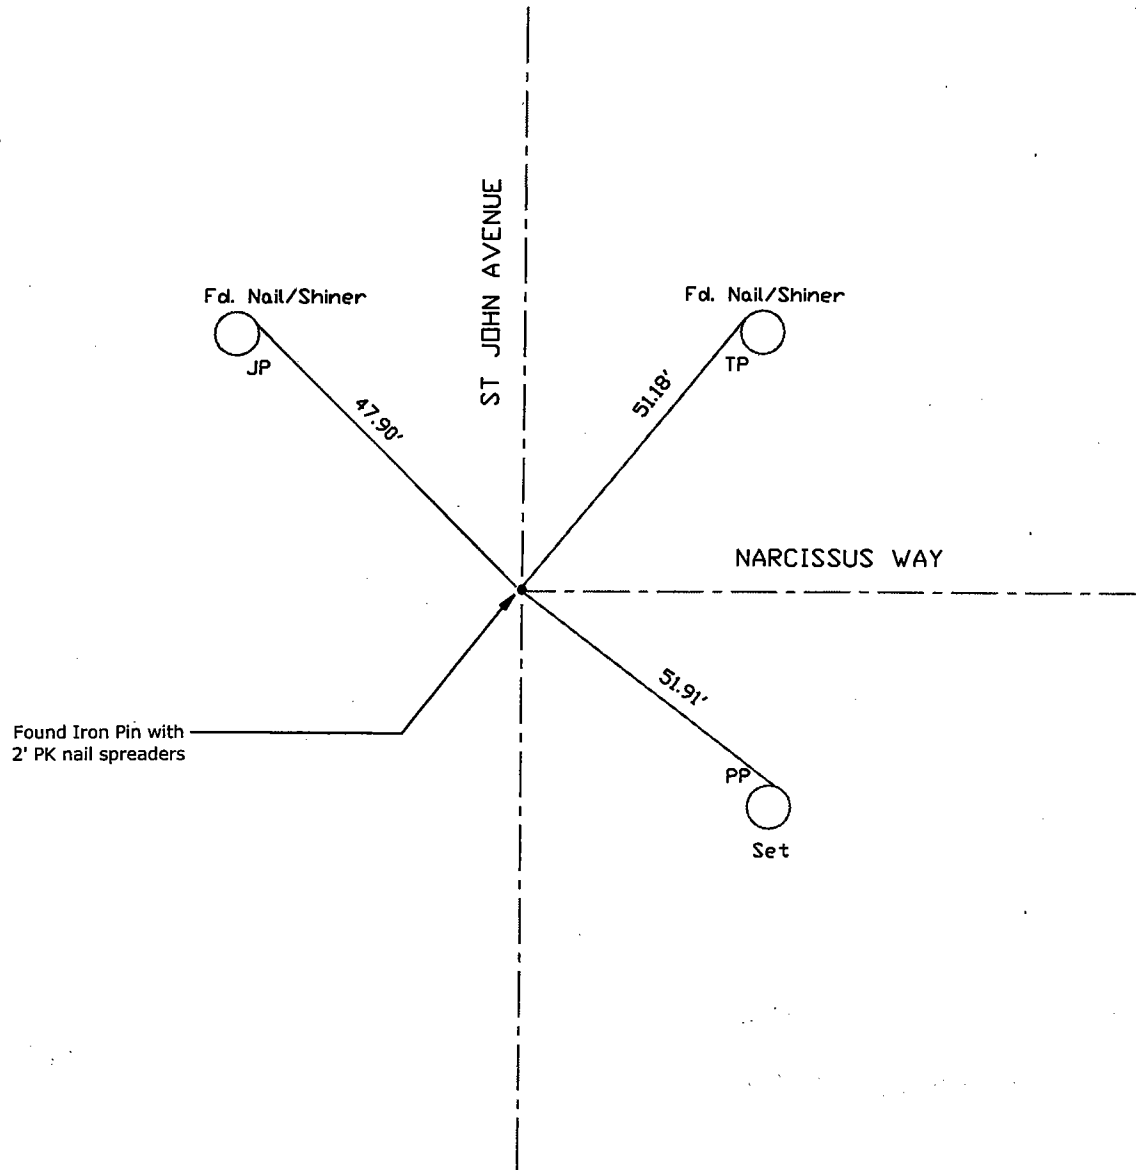 ST JOHN AVENUE
Fd. Nail/Shiner
JP
47.90'
Fd. Nail/Shiner
TP
51.18'
NARCISSUS WAY
Found Iron Pin with
2' PK nail spreaders
51.91'
PP
Set